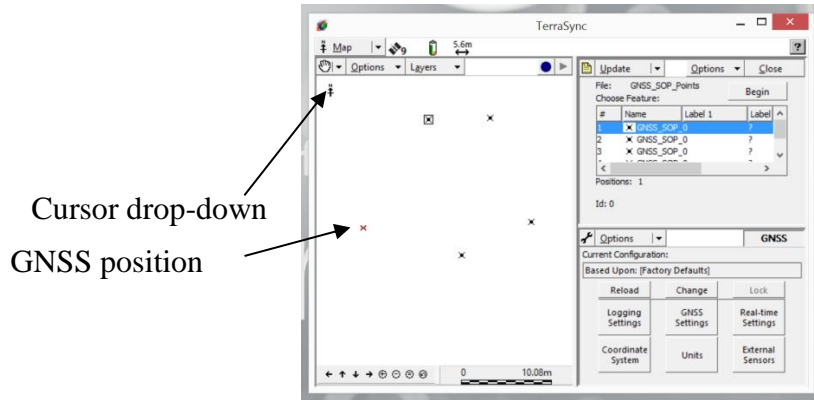 TerraSync
Map 9 5.6m
Options Layers
Update Options Close
File: GNSS_SOP_Points
Choose Feature:
Begin
# Name Label 1 Label
1 GNSS_SOP_0 ?
2 GNSS_SOP_0 ?
3 GNSS_SOP_0 ?
Positions: 1
Id: 0
Cursor drop-down
GNSS position
Options GNSS
Current Configuration:
Based Upon: [Factory Defaults]
Reload Change Lock
Logging Settings
GNSS Settings
Real-time Settings
Coordinate System
Units
External Sensors
0 10.08m